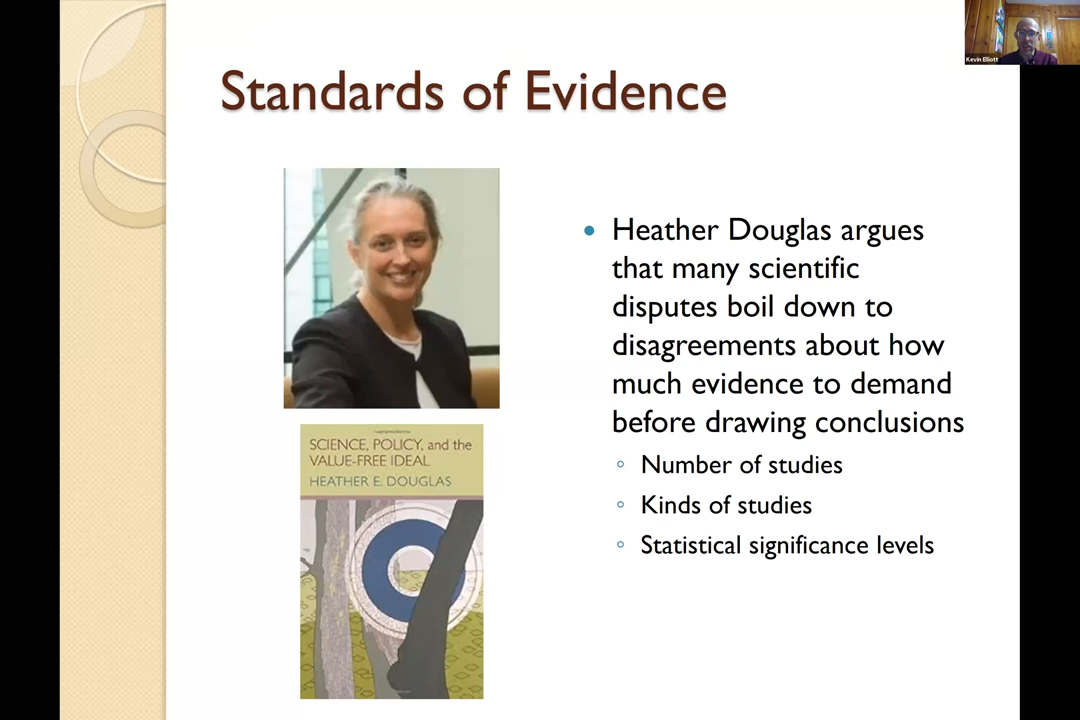 Kevin Elliott
Standards of Evidence
Heather Douglas argues
that many scientific
disputes boil down to
disagreements about how
much evidence to demand
before drawing conclusions
Number of studies
Kinds of studies
Statistical significance levels
SCIENCE, POLICY, and the
VALUE-FREE IDEAL
HEATHER E. DOUGLAS